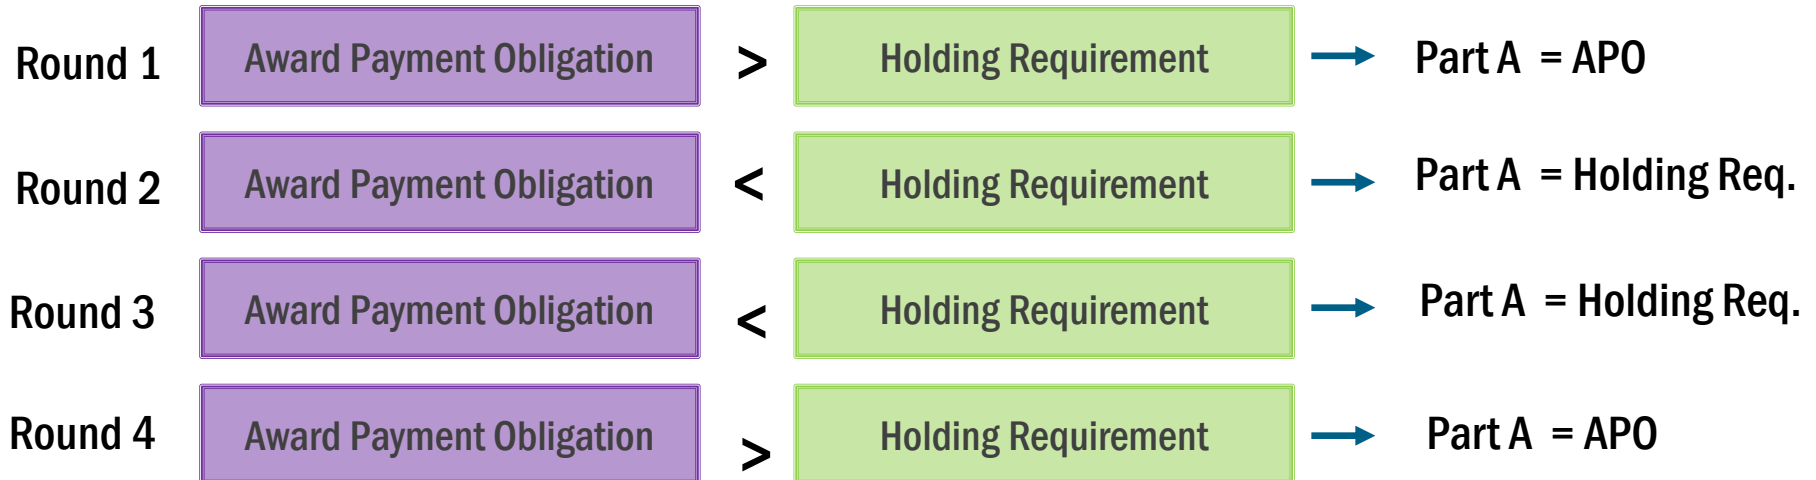 Round 1 Award Payment Obligation > Holding Requirement Part A = APO
Round 2 Award Payment Obligation < Holding Requirement Part A = Holding Req.
Round 3 Award Payment Obligation < Holding Requirement Part A = Holding Req.
Round 4 Award Payment Obligation > Holding Requirement Part A = APO